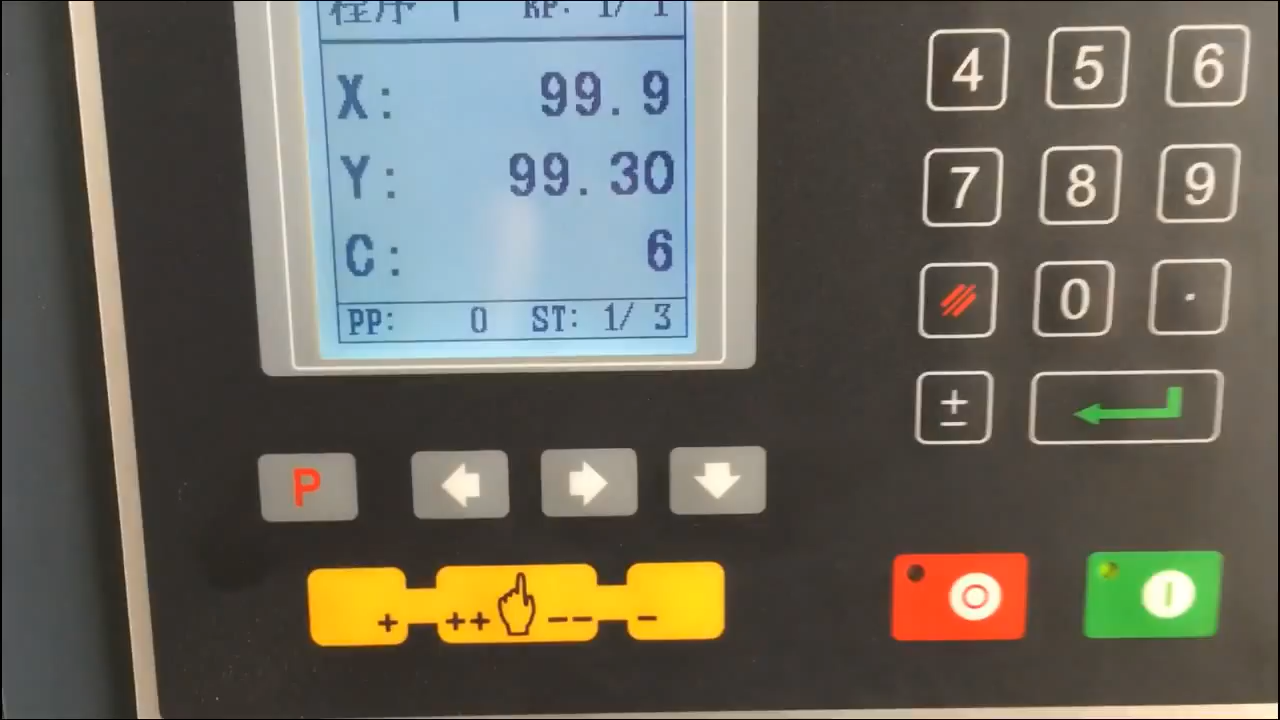 程序 RP: 1/ 1
X: 99.9
Y: 99.30
C: 6
PP: 0 ST: 1/ 3
4 5 6
7 8 9
0 .
±
P
+ ++ -- -